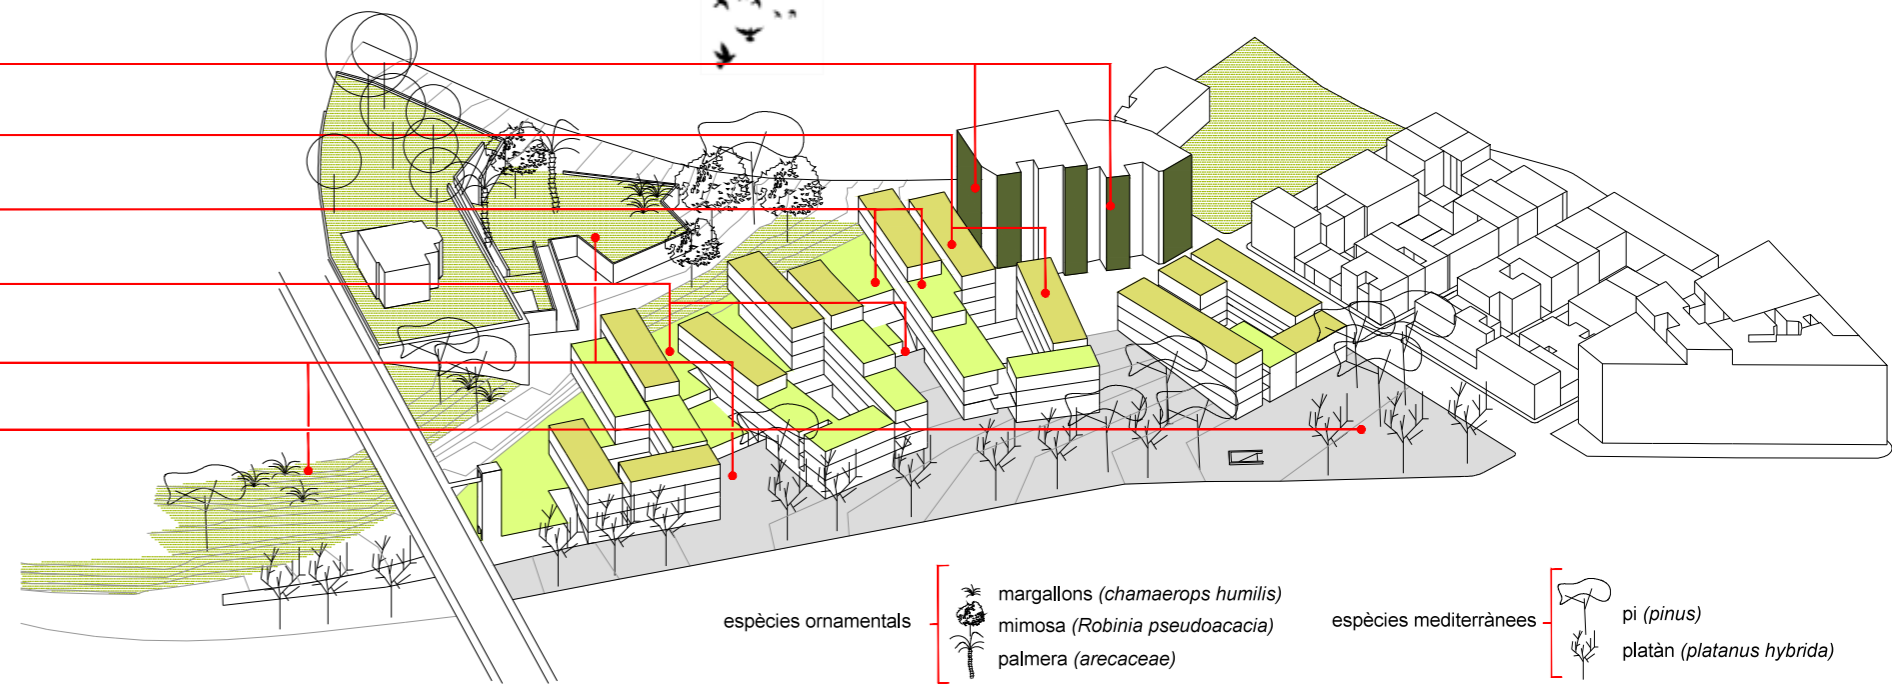 espècies ornamentals
margallons (chamaerops humilis)
mimosa (Robinia pseudoacacia)
palmera (arecaceae)
espècies mediterrànees
pi (pinus)
platàn (platanus hybrida)